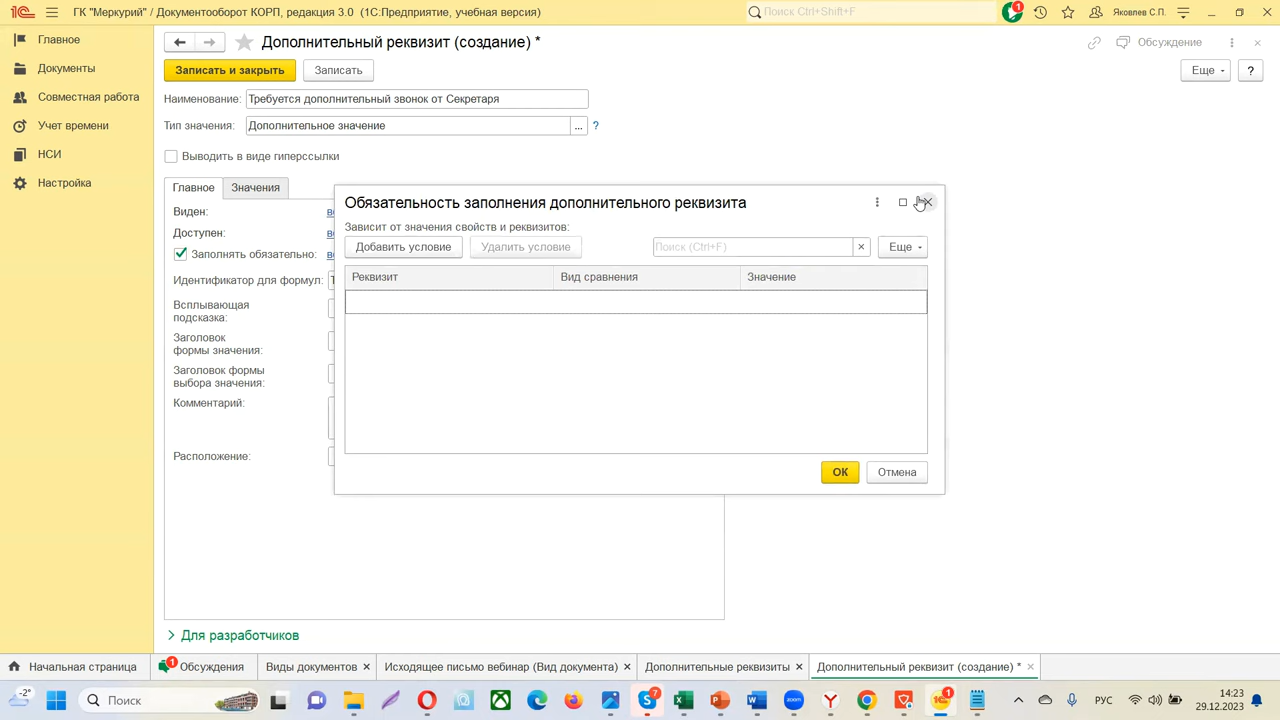 ГК "Меркурий" / Документооборот КОРП, редакция 3.0 (1С:Предприятие, учебная версия)
Поиск Ctrl+Shift+F
1
Яковлев С.П.
Главное
Документы
Совместная работа
Учет времени
НСИ
Настройка
Дополнительный реквизит (создание) *
Обсуждение
Записать и закрыть
Записать
Еще
?
Наименование: Требуется дополнительный звонок от Секретаря
Тип значения: Дополнительное значение ... ?
Выводить в виде гиперссылки
Главное Значения
Виден:
Доступен:
Заполнять обязательно:
Идентификатор для формул:
Всплывающая
подсказка:
Заголовок
формы значения:
Заголовок формы
выбора значения:
Комментарий:
Расположение:
Обязательность заполнения дополнительного реквизита
Зависит от значения свойств и реквизитов:
Добавить условие Удалить условие Поиск (Ctrl+F) × Еще
Реквизит Вид сравнения Значение
ОК Отмена
Для разработчиков
Начальная страница 1 Обсуждения Виды документов × Исходящее письмо вебинар (Вид документа) × Дополнительные реквизиты × Дополнительный реквизит (создание) * ×
-2° Поиск 7 1 РУС 14:23
29.12.2023